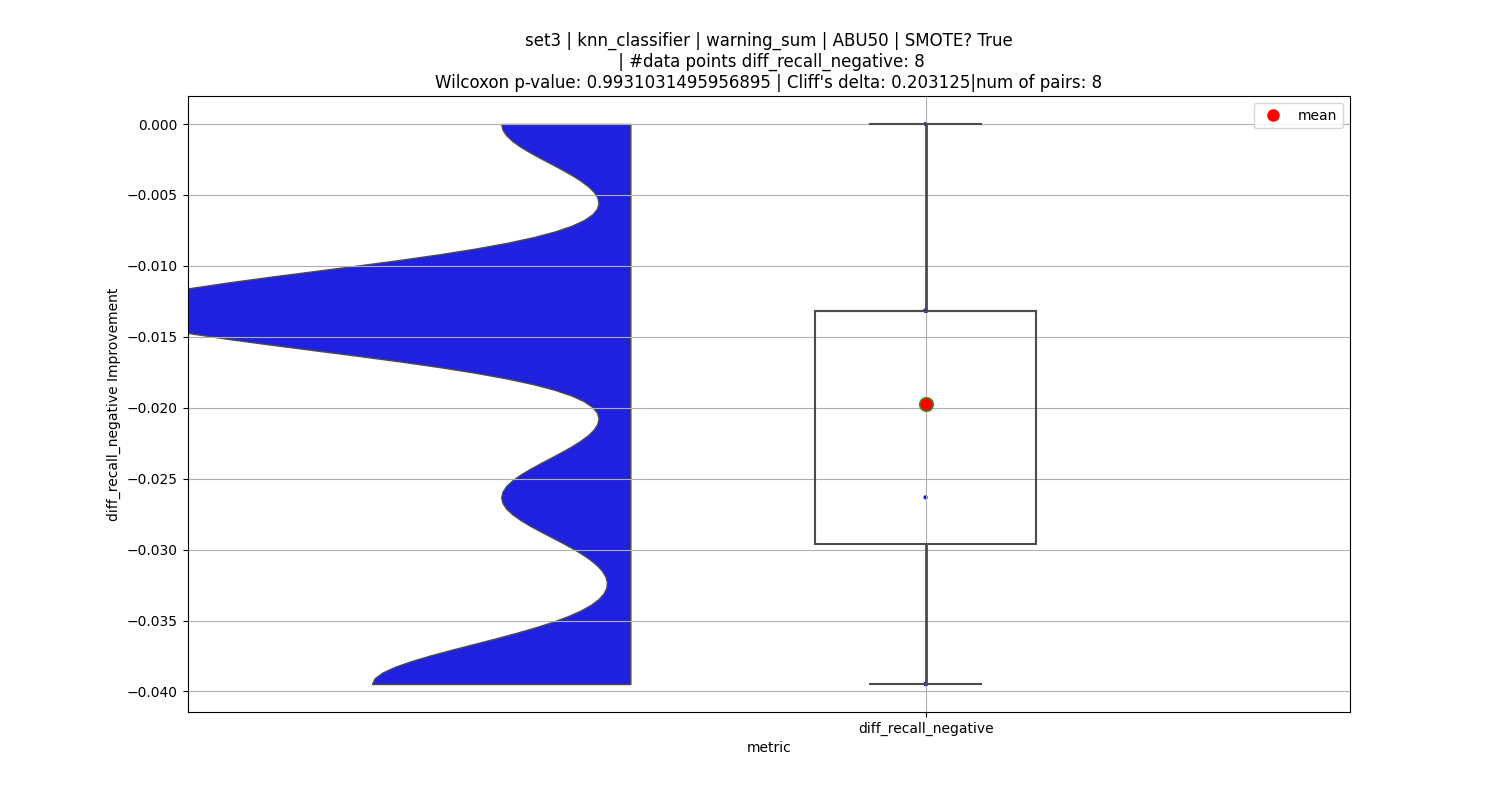 set3 | knn_classifier | warning_sum | ABU50 | SMOTE? True
| #data points diff_recall_negative: 8
Wilcoxon p-value: 0.9931031495956895 | Cliff's delta: 0.203125|num of pairs: 8
mean
0.000
−0.005
−0.010
−0.015
−0.020
−0.025
−0.030
−0.035
−0.040
diff_recall_negative Improvement
diff_recall_negative
metric